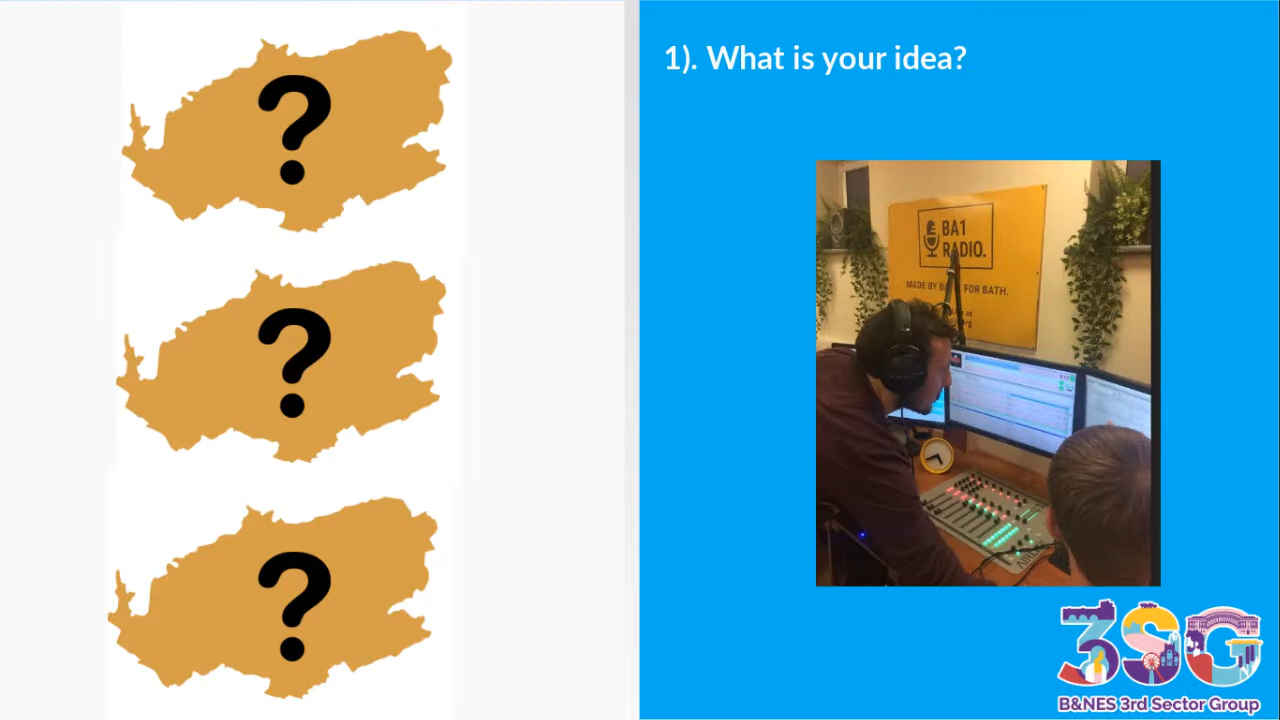 ?
?
?
1). What is your idea?
BA1
RADIO.
MADE BY FOR BATH.
3SG
B&NES 3rd Sector Group